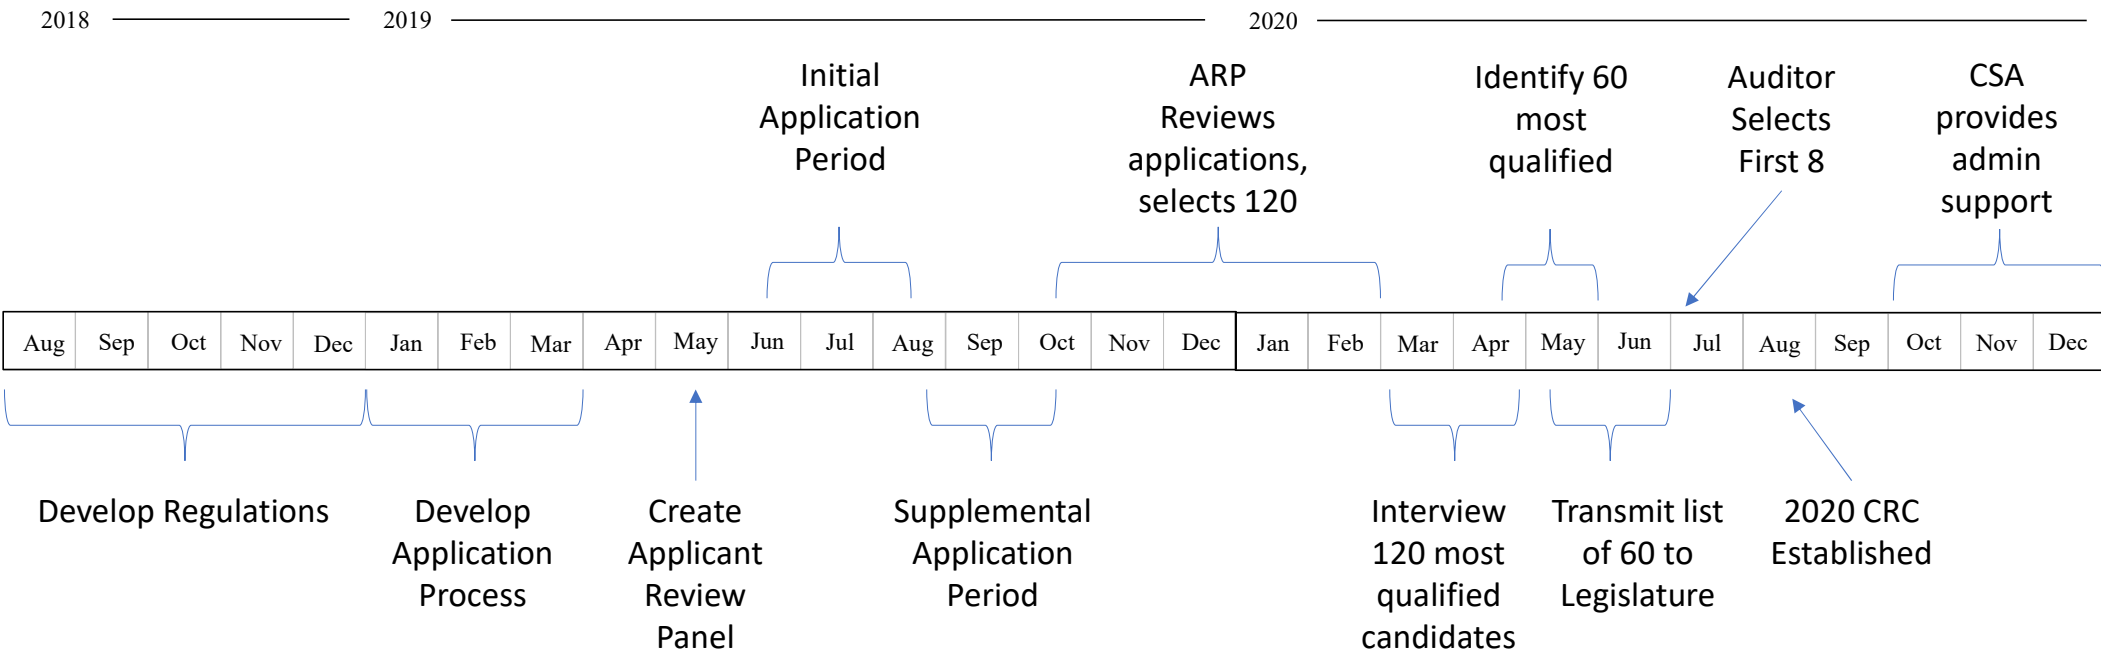 2018
2019
2020
Initial
Application
Period
ARP
Reviews
applications,
selects 120
Identify 60
most
qualified
Auditor
Selects
First 8
CSA
provides
admin
support
Aug Sep Oct Nov Dec Jan Feb Mar Apr May Jun Jul Aug Sep Oct Nov Dec Jan Feb Mar Apr May Jun Jul Aug Sep Oct Nov Dec
Develop Regulations
Develop
Application
Process
Create
Applicant
Review
Panel
Supplemental
Application
Period
Interview
120 most
qualified
candidates
Transmit list
of 60 to
Legislature
2020 CRC
Established